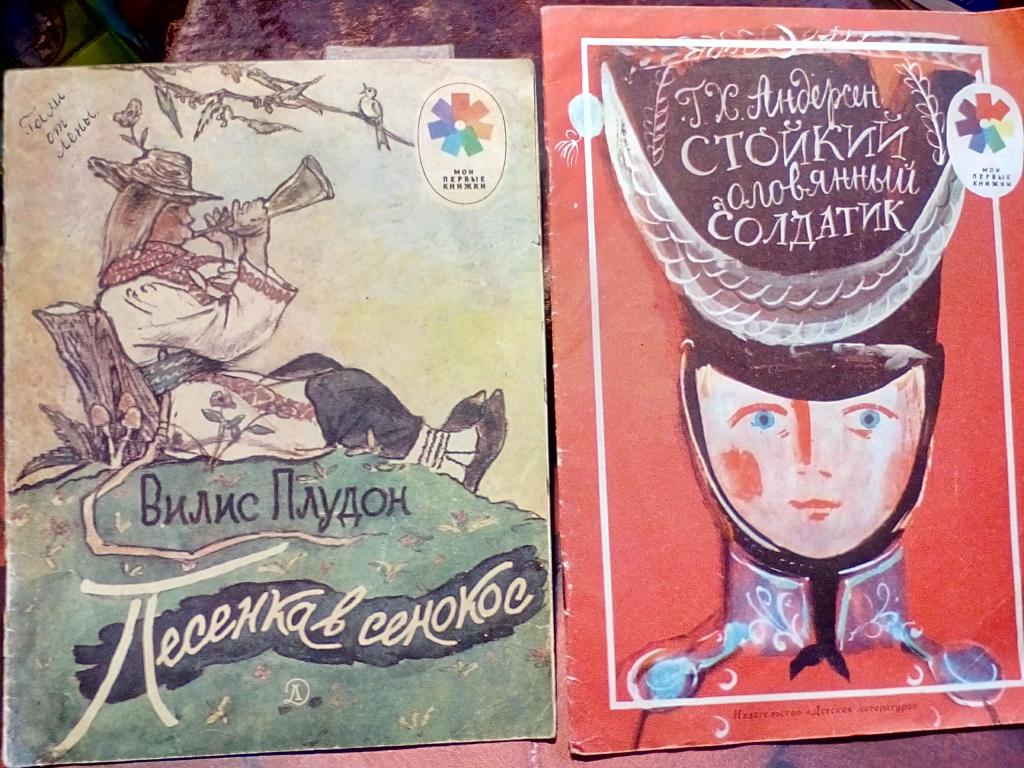 Гали
от
Лены.
МОИ
ПЕРВЫЕ
КНИЖКИ
Вилис Плудон
Песенка в сенокос
Д
Г.Х. Андерсен
СТОЙКИЙ
оловянный
СОЛДАТИК
МОИ
ПЕРВЫЕ
КНИЖКИ
Издательство «Детская литература»